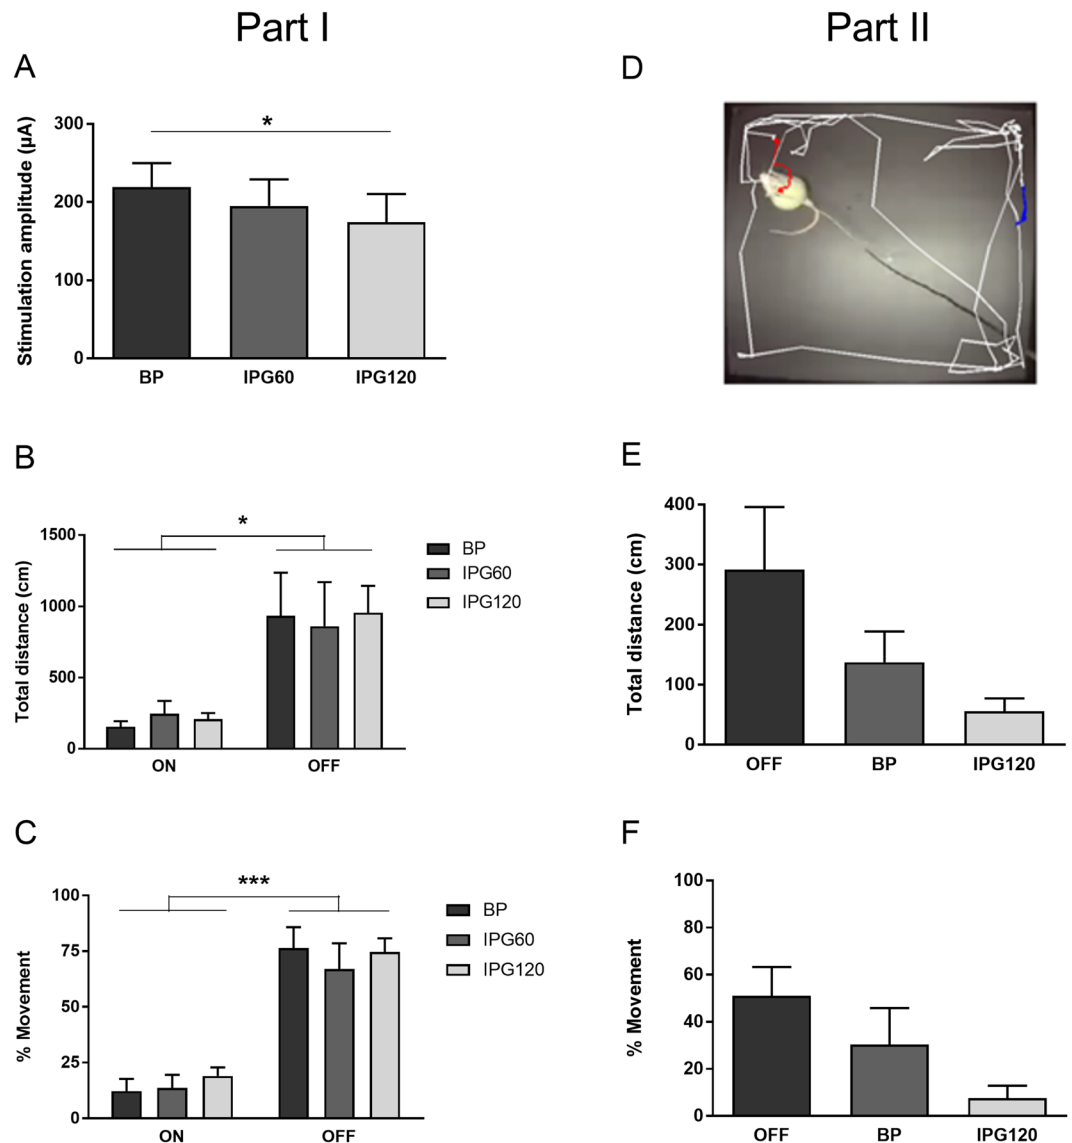 Part I
Part II
A
Stimulation amplitude (µA)
300
200
100
0
*
BP
IPG60
IPG120
D
B
Total distance (cm)
1500
1000
500
0
*
ON
OFF
BP
IPG60
IPG120
E
Total distance (cm)
400
300
200
100
0
OFF
BP
IPG120
C
% Movement
100
75
50
25
0
***
ON
OFF
BP
IPG60
IPG120
F
% Movement
100
80
60
40
20
0
OFF
BP
IPG120